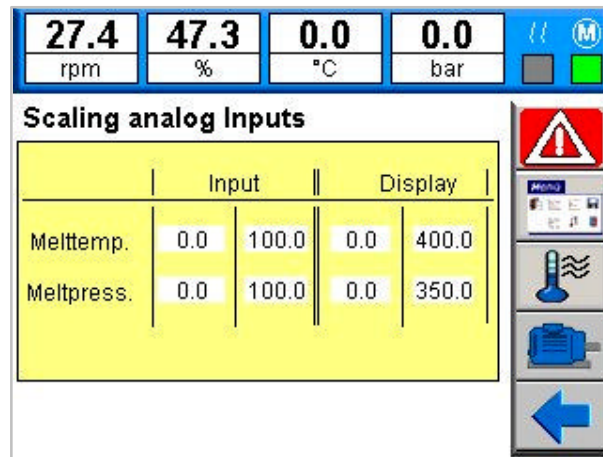 27.4 47.3 0.0 0.0
rpm % °C bar
M
Scaling analog Inputs
Menü
Input Display
Melttemp. 0.0 100.0 0.0 400.0
Meltpress. 0.0 100.0 0.0 350.0